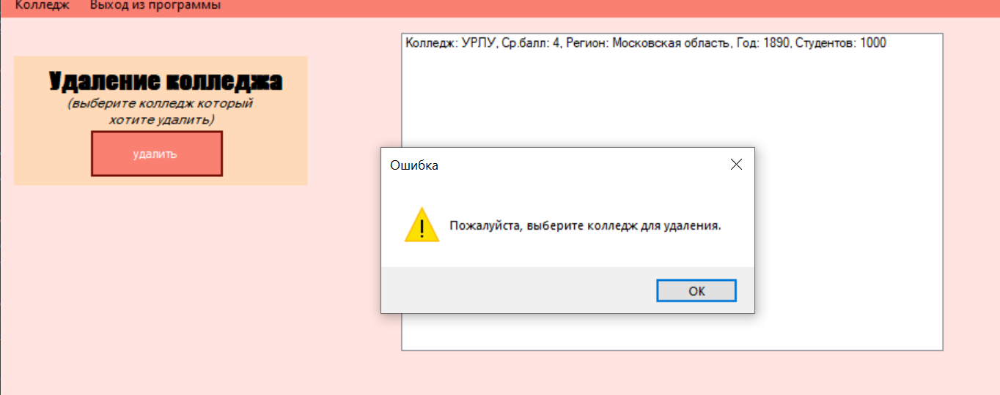 Колледж Выход из программы
Колледж: УРЛУ, Ср.балл: 4, Регион: Московская область, Год: 1890, Студентов: 1000
Удаление колледжа
(выберите колледж который
хотите удалить)
удалить
Ошибка
Пожалуйста, выберите колледж для удаления.
ОК